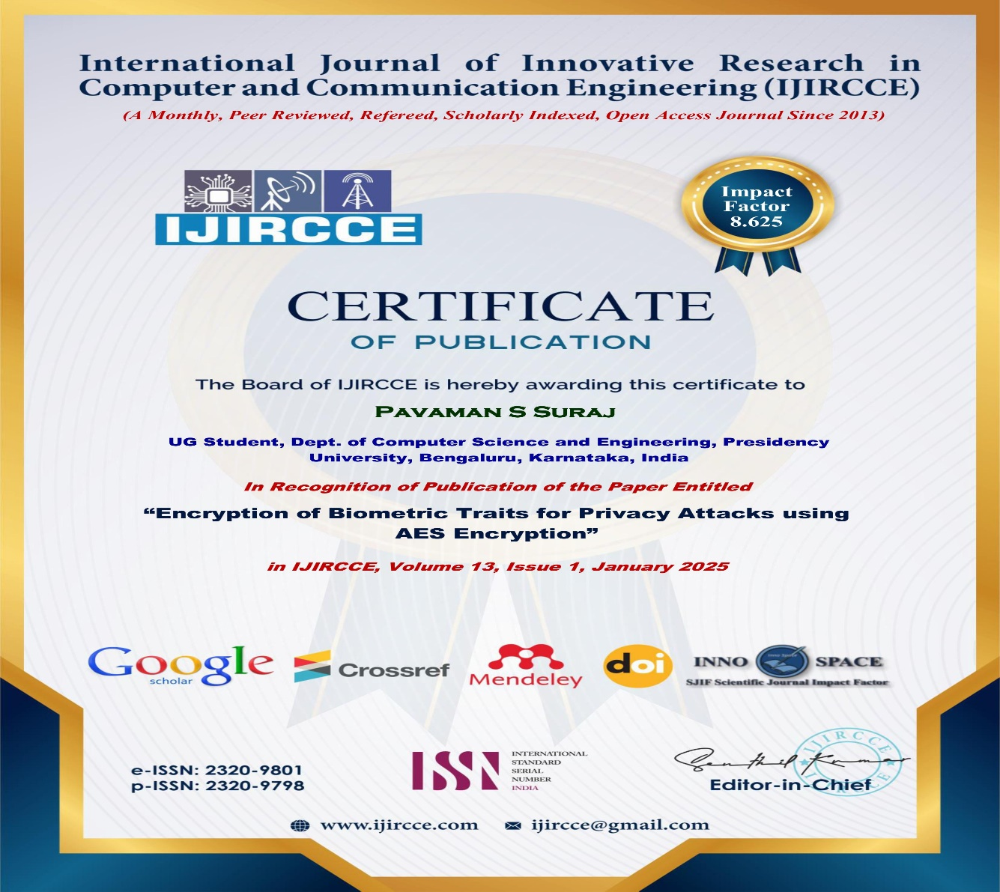 International Journal of Innovative Research in
Computer and Communication Engineering (IJIRCCE)
(A Monthly, Peer Reviewed, Refereed, Scholarly Indexed, Open Access Journal Since 2013)
IJIRCCE
Impact
Factor
8.625
CERTIFICATE
OF PUBLICATION
The Board of IJIRCCE is hereby awarding this certificate to
PAVAMAN S SURAJ
UG Student, Dept. of Computer Science and Engineering, Presidency
University, Bengaluru, Karnataka, India
In Recognition of Publication of the Paper Entitled
“Encryption of Biometric Traits for Privacy Attacks using
AES Encryption”
in IJIRCCE, Volume 13, Issue 1, January 2025
Google
scholar
Crossref
Mendeley
doi
INNO SPACE
Inno Space
SJIF Scientific Journal Impact Factor
e-ISSN: 2320-9801
p-ISSN: 2320-9798
ISSN
INTERNATIONAL
STANDARD
SERIAL
NUMBER
INDIA
IJIRCCE
Senthil Kumar
Editor-in-Chief
www.ijircce.com ijircce@gmail.com